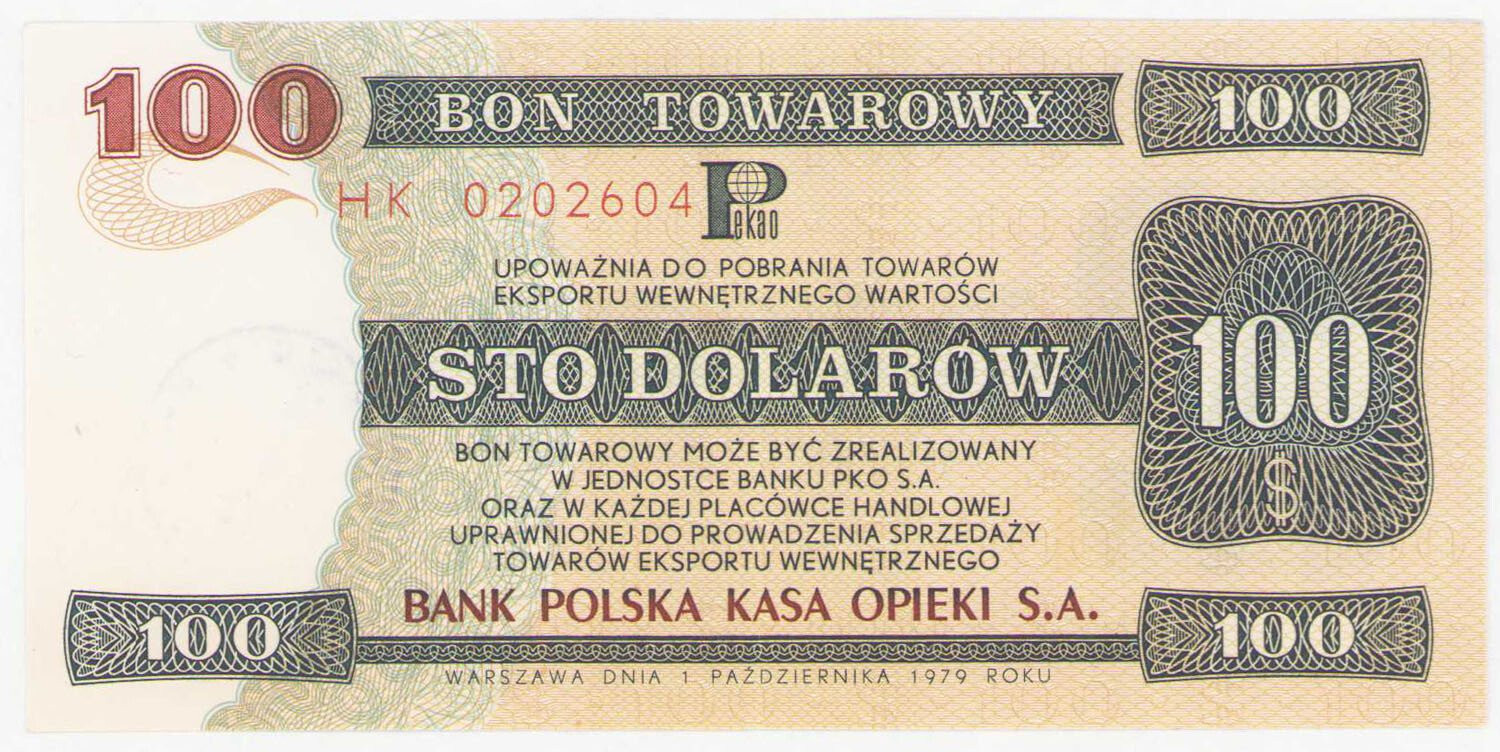 100 BON TOWAROWY 100
HK 0202604 Pekao
UPOWAŻNIA DO POBRANIA TOWARÓW
EKSPORTU WEWNĘTRZNEGO WARTOŚCI
STO DOLARÓW 100
$
BON TOWAROWY MOŻE BYĆ ZREALIZOWANY
W JEDNOSTCE BANKU PKO S.A.
ORAZ W KAŻDEJ PLACÓWCE HANDLOWEJ
UPRAWNIONEJ DO PROWADZENIA SPRZEDAŻY
TOWARÓW EKSPORTU WEWNĘTRZNEGO
BANK POLSKA KASA OPIEKI S.A.
100 100
WARSZAWA DNIA 1 PAŹDZIERNIKA 1979 ROKU